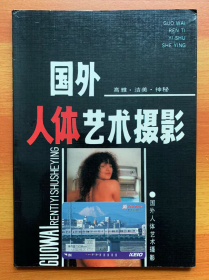 GUO WAI
REN TI
YI SHU
SHE YING
高雅·洁美·神秘
国外
人体艺术摄影
GUOWAI
RENTIYISHUSHEYING
●国外人体艺术摄影
KEIO